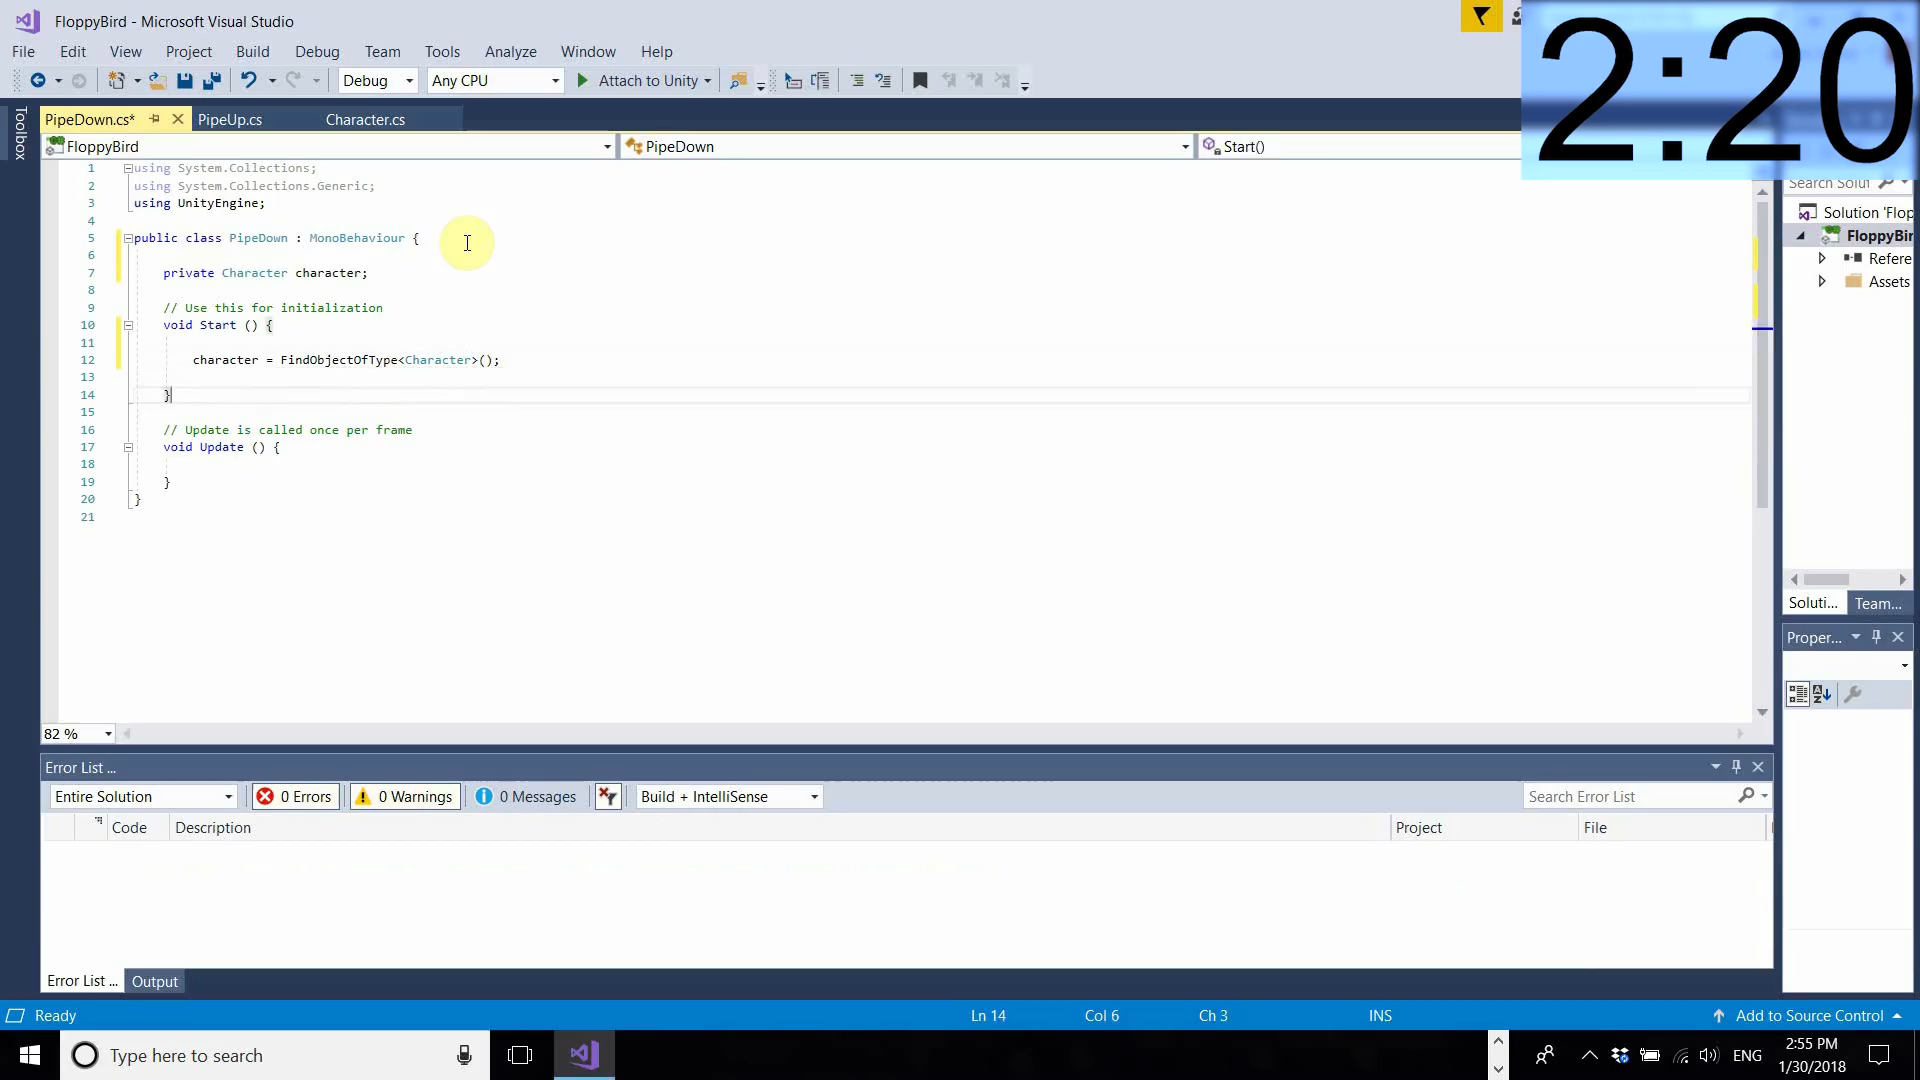 FloppyBird - Microsoft Visual Studio
2:20
File Edit View Project Build Debug Team Tools Analyze Window Help
Debug Any CPU Attach to Unity
Toolbox
PipeDown.cs* PipeUp.cs Character.cs
FloppyBird PipeDown Start()
Search Solut
1 using System.Collections;
2 using System.Collections.Generic;
3 using UnityEngine;
4
5 public class PipeDown : MonoBehaviour {
6
7 private Character character;
8
9 // Use this for initialization
10 void Start () {
11
12 character = FindObjectOfType<Character>();
13
14 }
15
16 // Update is called once per frame
17 void Update () {
18
19 }
20 }
21
Solution 'Flop
FloppyBir
Refere
Assets
Soluti... Team...
Proper...
82 %
Error List ...
Entire Solution 0 Errors 0 Warnings 0 Messages Build + IntelliSense Search Error List
Code Description Project File
Error List ... Output
Ready Ln 14 Col 6 Ch 3 INS Add to Source Control
Type here to search ENG 2:55 PM
1/30/2018